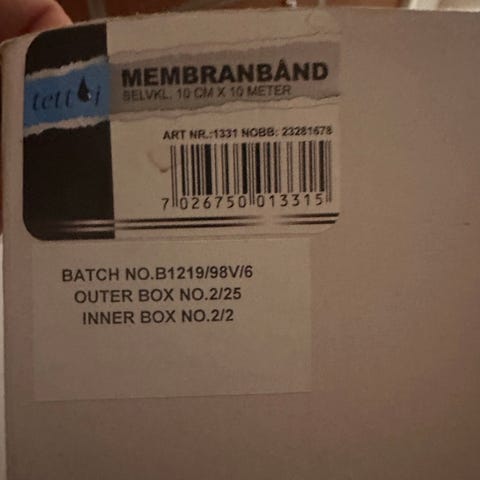 tett i
MEMBRANBÅND
SELVKL. 10 CM X 10 METER
ART NR.:1331 NOBB: 23281678
7 026750 013315
BATCH NO.B1219/98V/6
OUTER BOX NO.2/25
INNER BOX NO.2/2